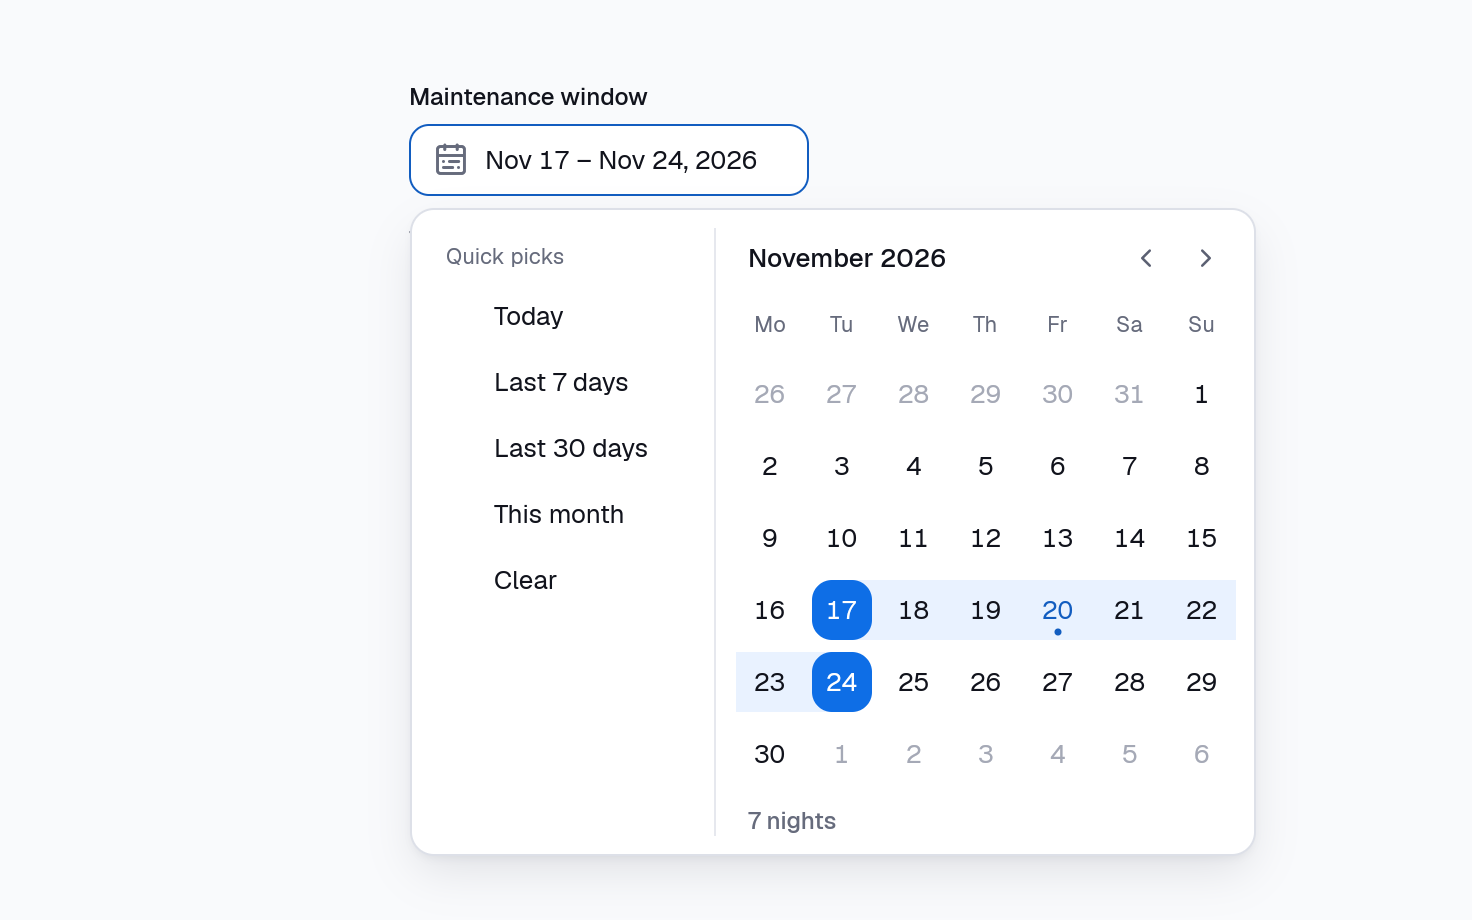 Maintenance window
Nov 17 – Nov 24, 2026
Quick picks
Today
Last 7 days
Last 30 days
This month
Clear
November 2026
Mo Tu We Th Fr Sa Su
26 27 28 29 30 31 1
2 3 4 5 6 7 8
9 10 11 12 13 14 15
16 17 18 19 20 21 22
23 24 25 26 27 28 29
30 1 2 3 4 5 6
7 nights